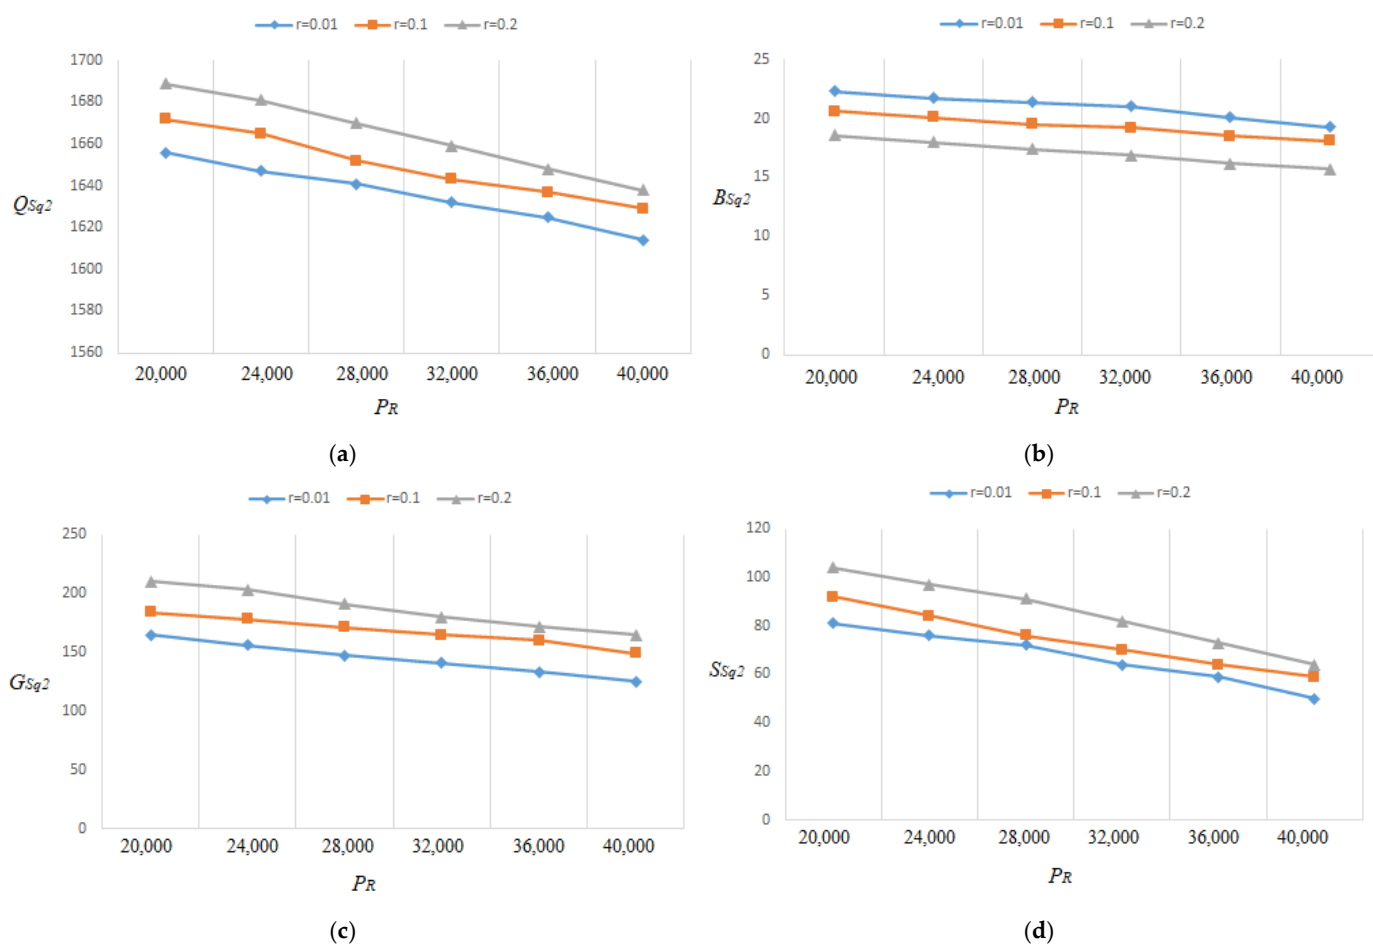 r=0.01 r=0.1 r=0.2
1700
1680
1660
1640
1620
1600
1580
1560
QSq2
20,000 24,000 28,000 32,000 36,000 40,000
PR
(a)
r=0.01 r=0.1 r=0.2
25
20
15
10
5
0
BSq2
20,000 24,000 28,000 32,000 36,000 40,000
PR
(b)
r=0.01 r=0.1 r=0.2
250
200
150
100
50
0
GSq2
20,000 24,000 28,000 32,000 36,000 40,000
PR
(c)
r=0.01 r=0.1 r=0.2
120
100
80
60
40
20
0
SSq2
20,000 24,000 28,000 32,000 36,000 40,000
PR
(d)